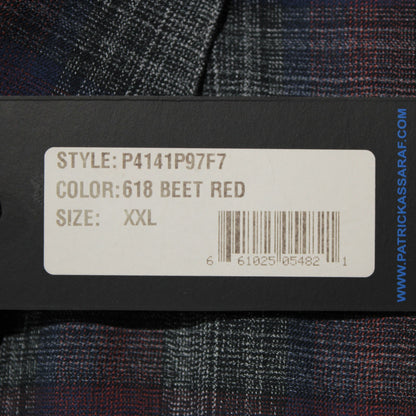 STYLE: P4141P97F7
COLOR: 618 BEET RED
SIZE: XXL
6 61025 05482 1
WWW.PATRICKASSARAF.COM